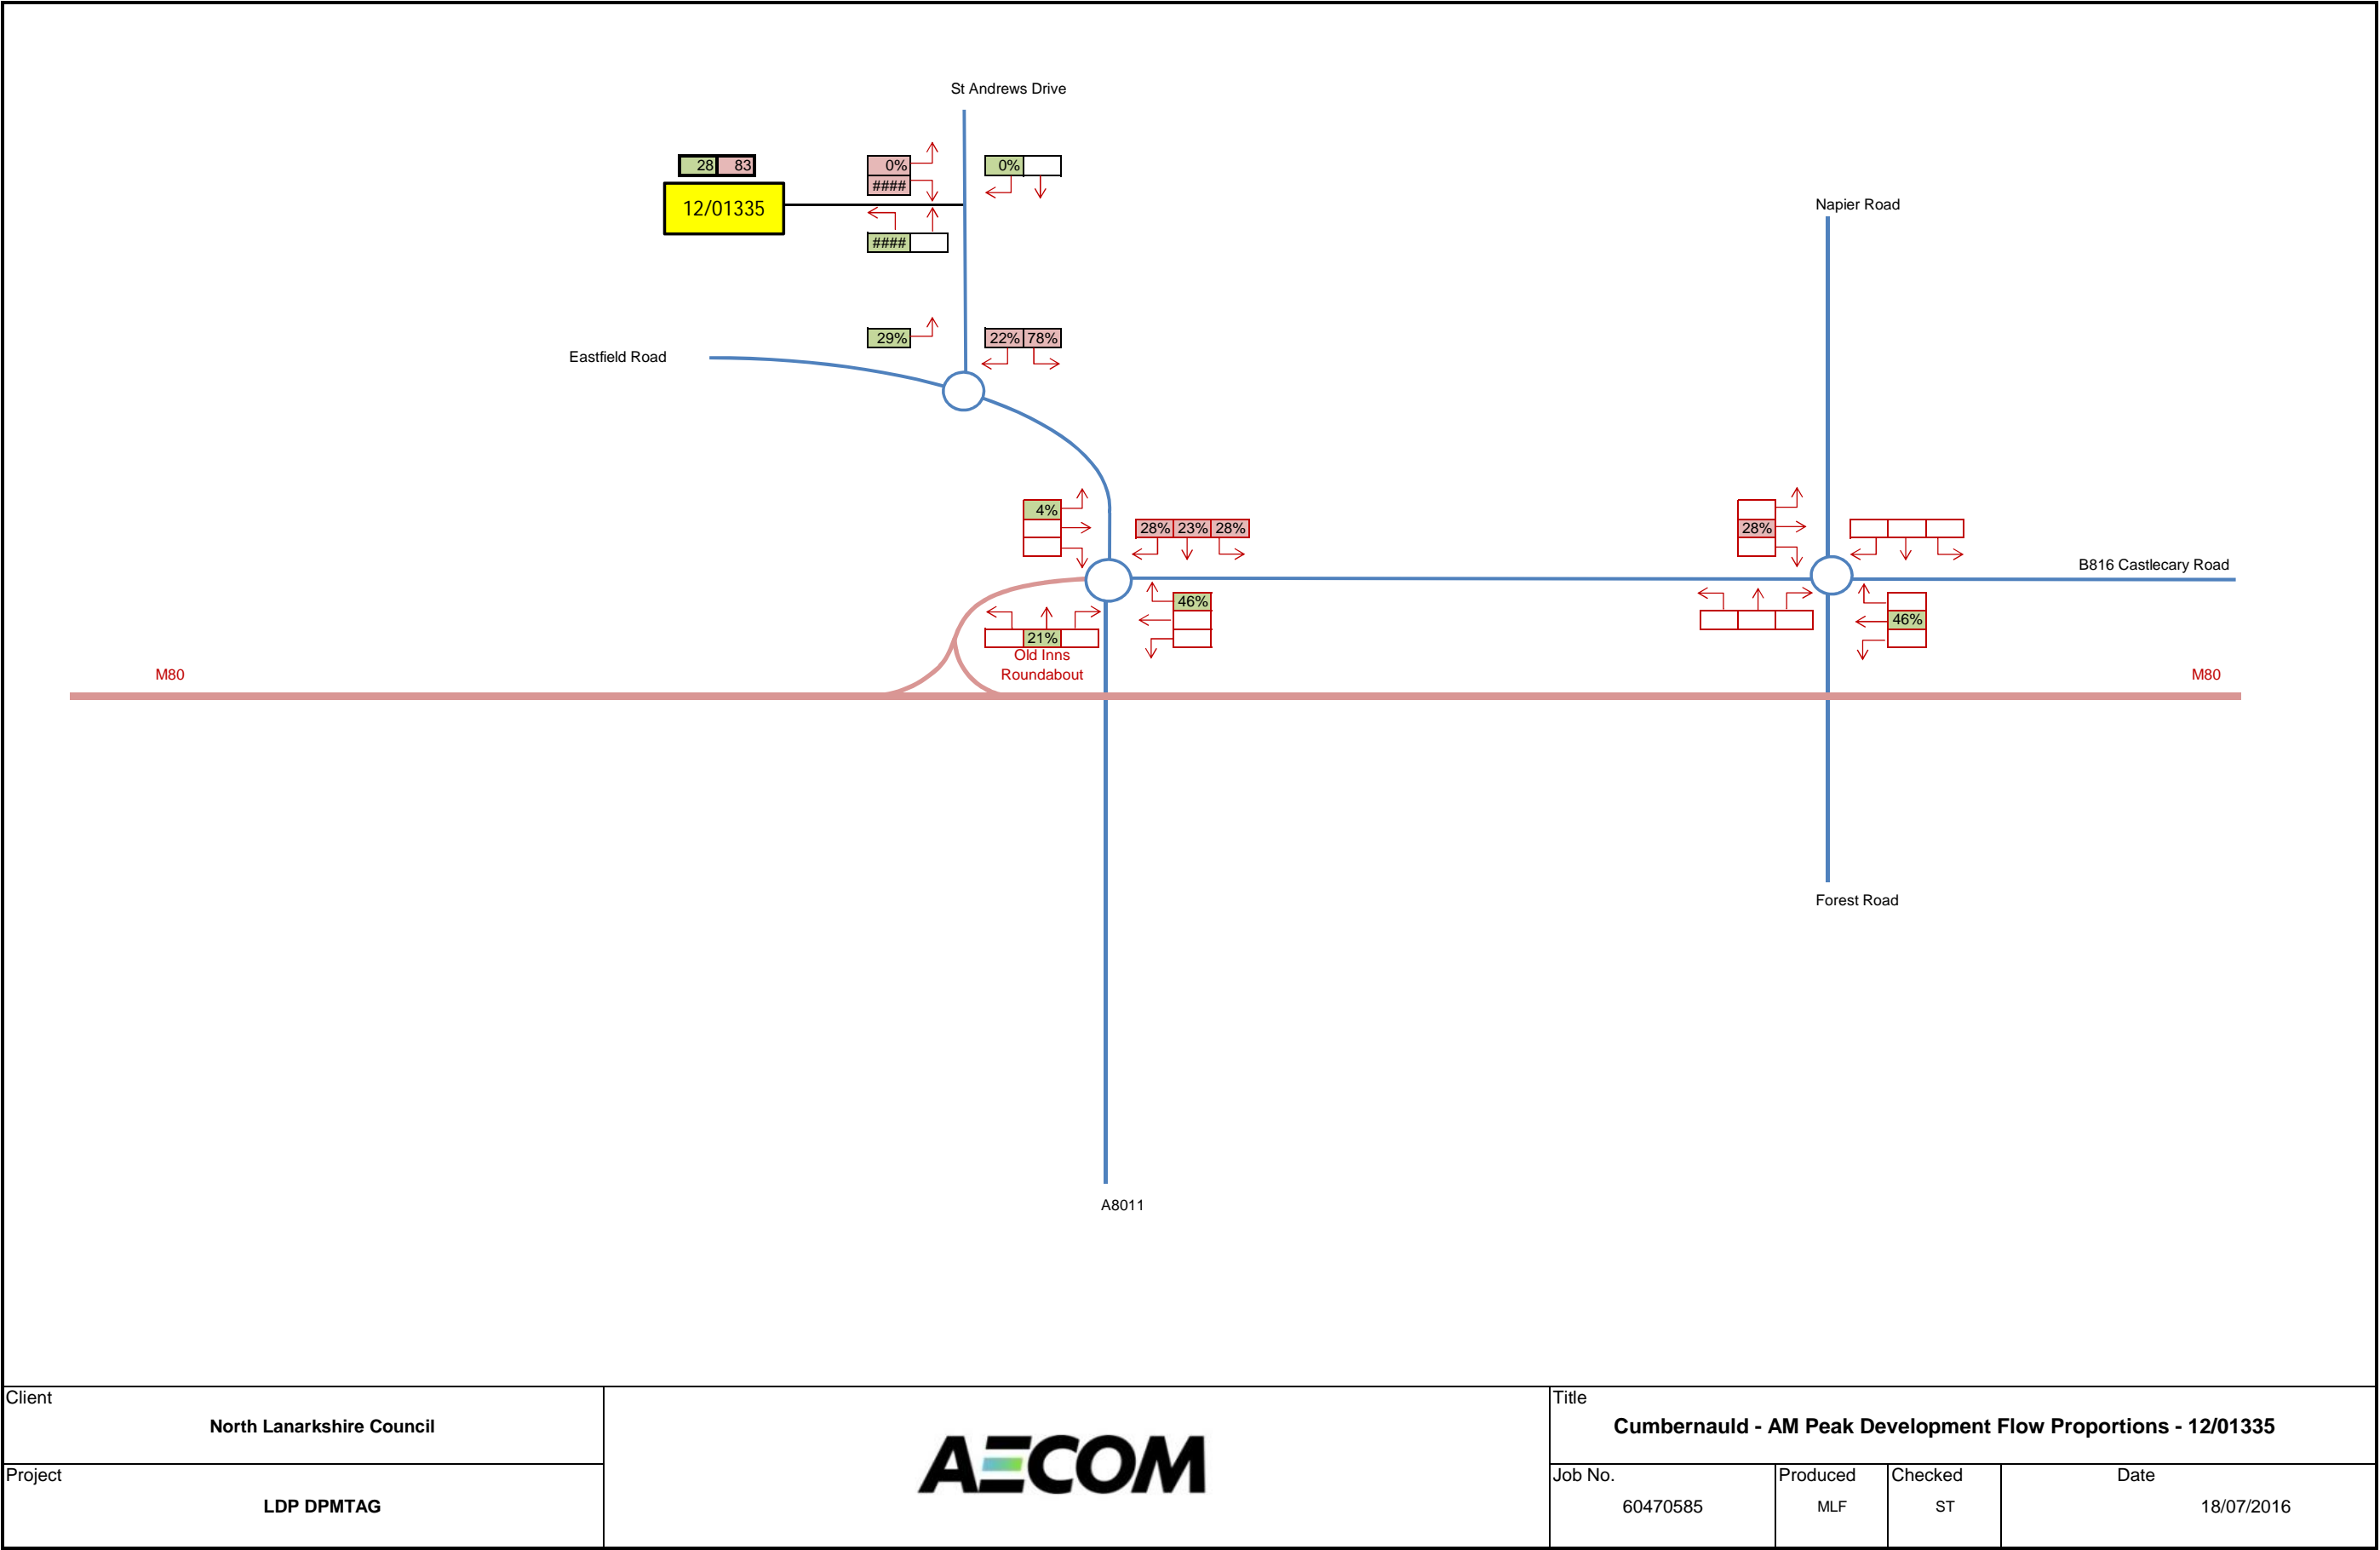 St Andrews Drive
28 83
0%
0%
####
12/01335
Napier Road
####
29%
22% 78%
Eastfield Road
4%
28% 23% 28%
28%
B816 Castlecary Road
46%
46%
21%
Old Inns
Roundabout
M80
M80
Forest Road
A8011
Client
North Lanarkshire Council
Project
LDP DPMTAG
AECOM
Title
Cumbernauld - AM Peak Development Flow Proportions - 12/01335
Job No.
60470585
Produced
MLF
Checked
ST
Date
18/07/2016